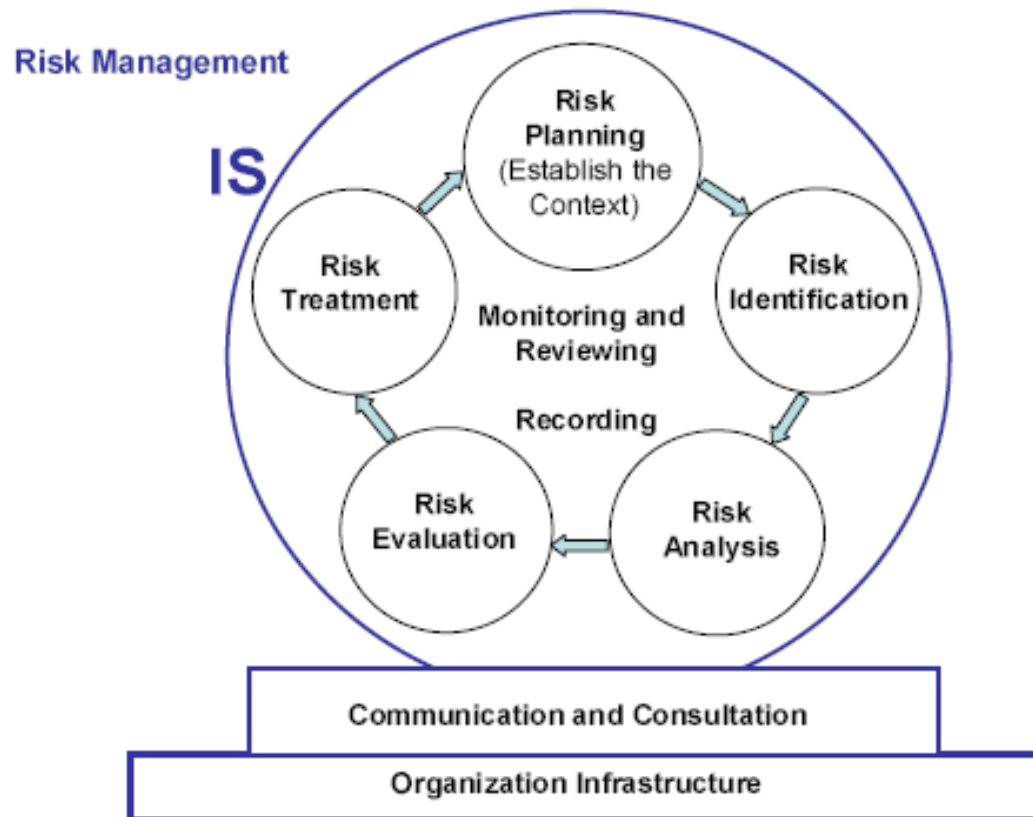 Risk Management
IS
Risk
Planning
(Establish the
Context)
Risk
Identification
Risk
Analysis
Risk
Evaluation
Risk
Treatment
Monitoring and
Reviewing
Recording
Communication and Consultation
Organization Infrastructure